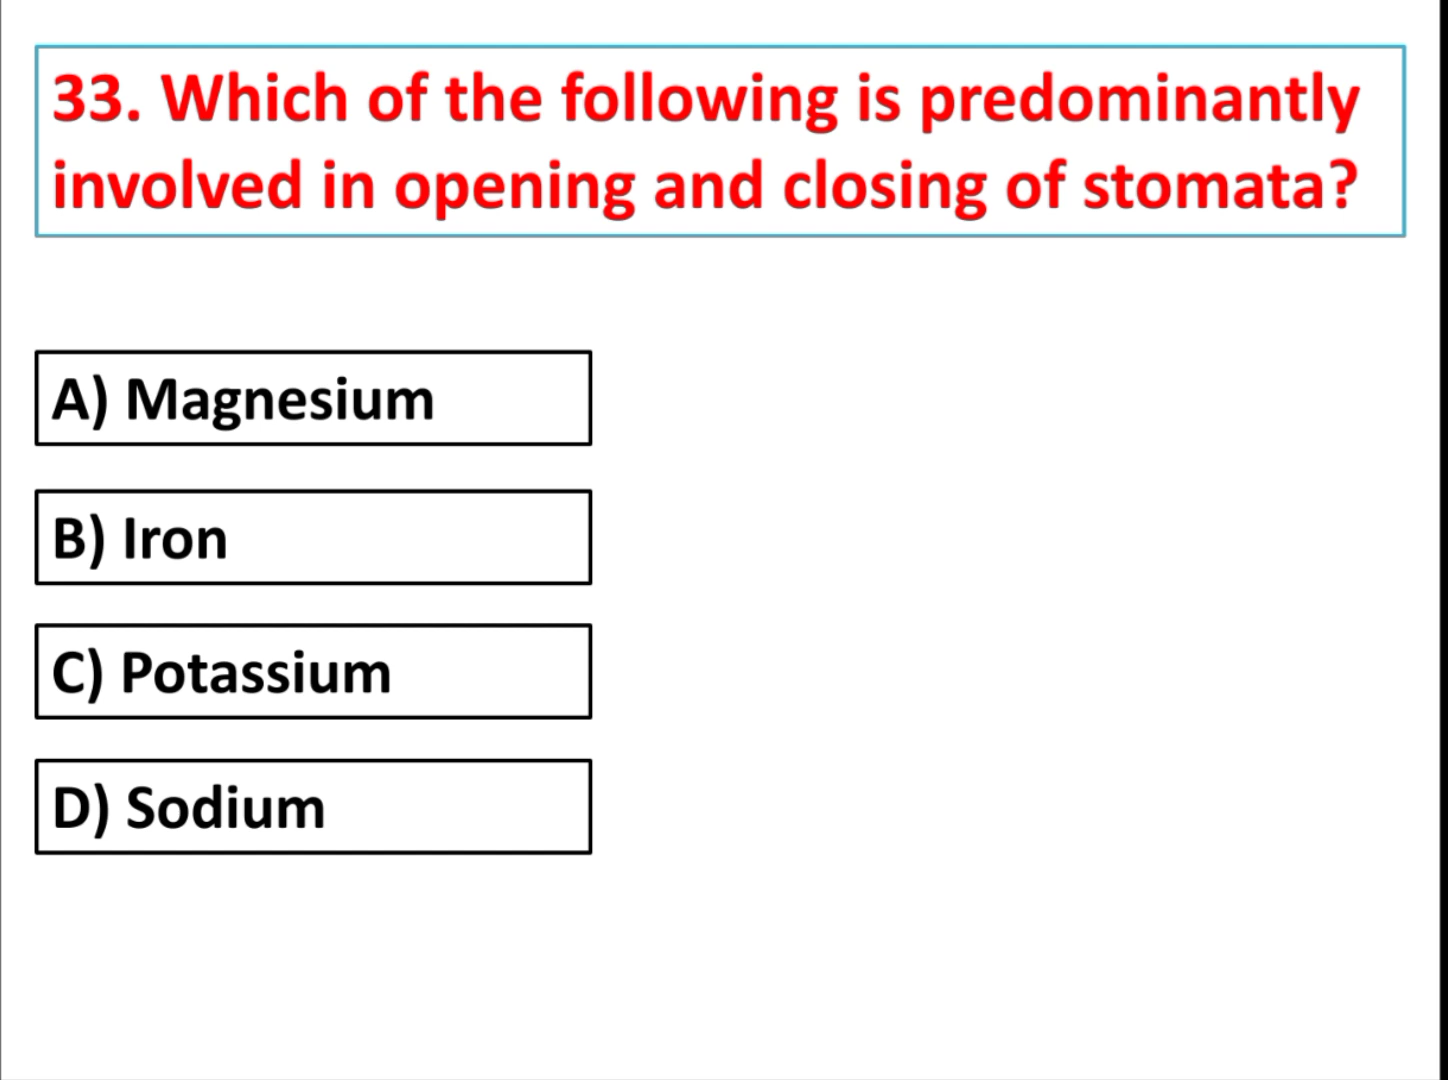 33. Which of the following is predominantly
involved in opening and closing of stomata?
A) Magnesium
B) Iron
C) Potassium
D) Sodium